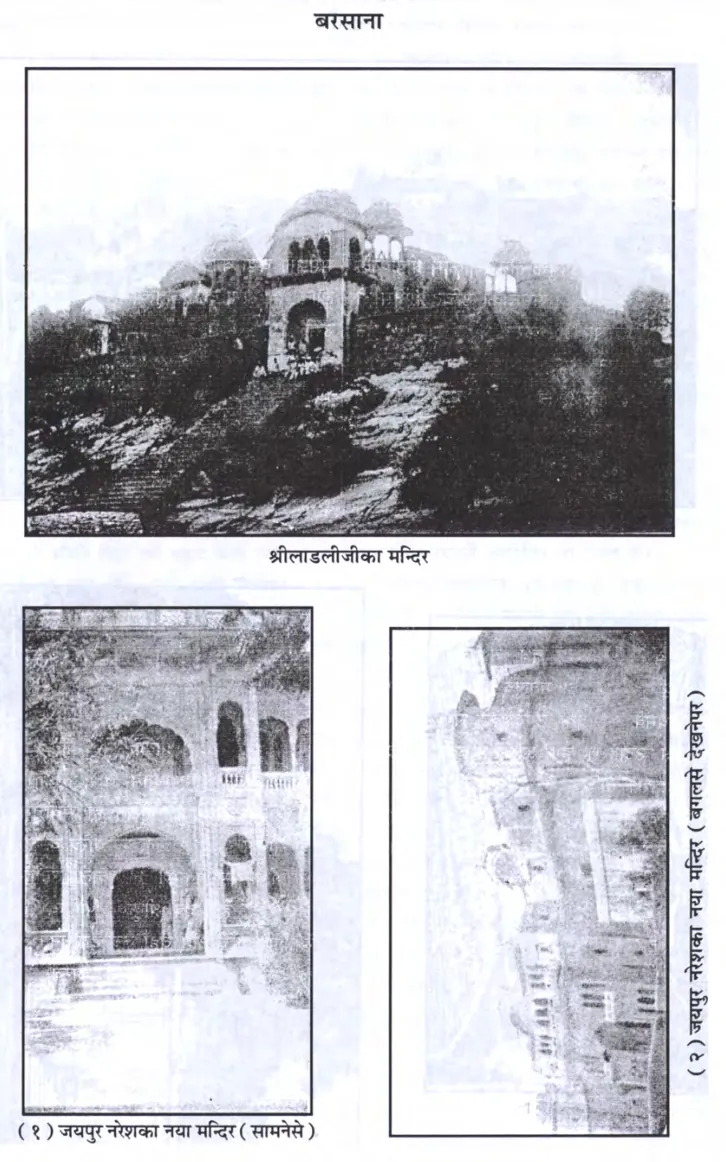 बरसाना
श्रीलाडलीजीका मन्दिर
( १ ) जयपुर नरेशका नया मन्दिर ( सामनेसे )
( २ ) जयपुर नरेशका नया मन्दिर ( बगलसे देखनेपर )